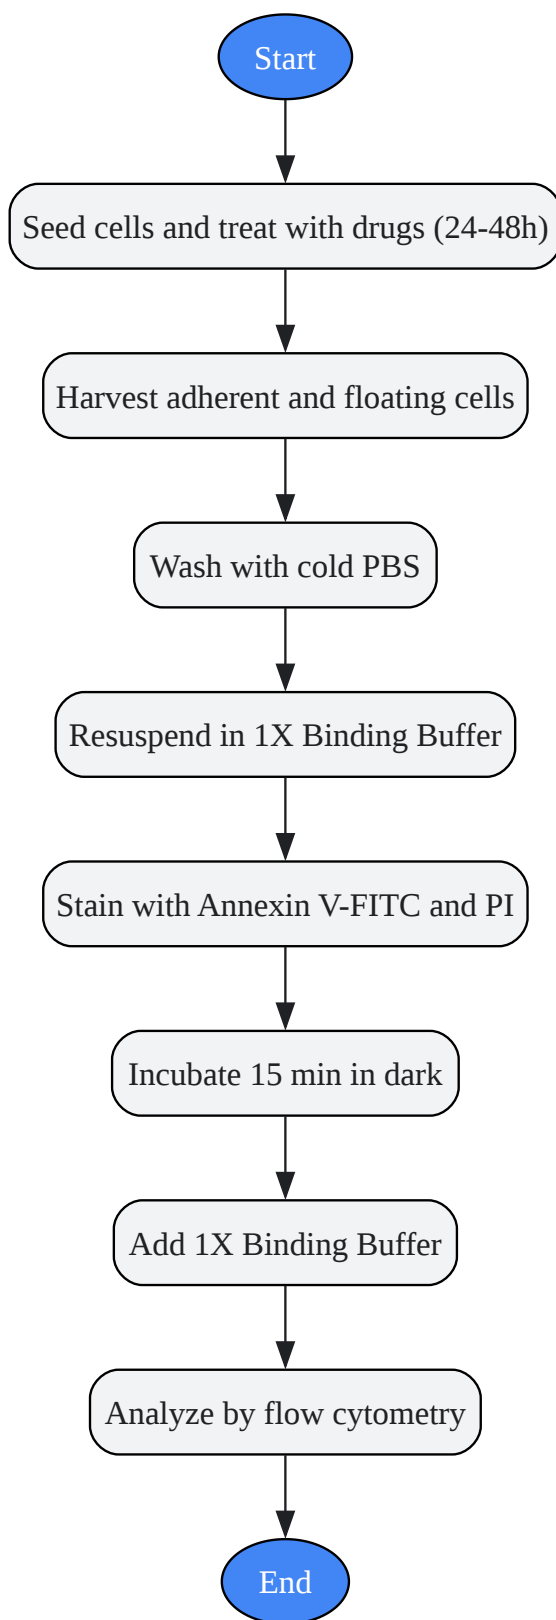 Start
Seed cells and treat with drugs (24-48h)
Harvest adherent and floating cells
Wash with cold PBS
Resuspend in 1X Binding Buffer
Stain with Annexin V-FITC and PI
Incubate 15 min in dark
Add 1X Binding Buffer
Analyze by flow cytometry
End